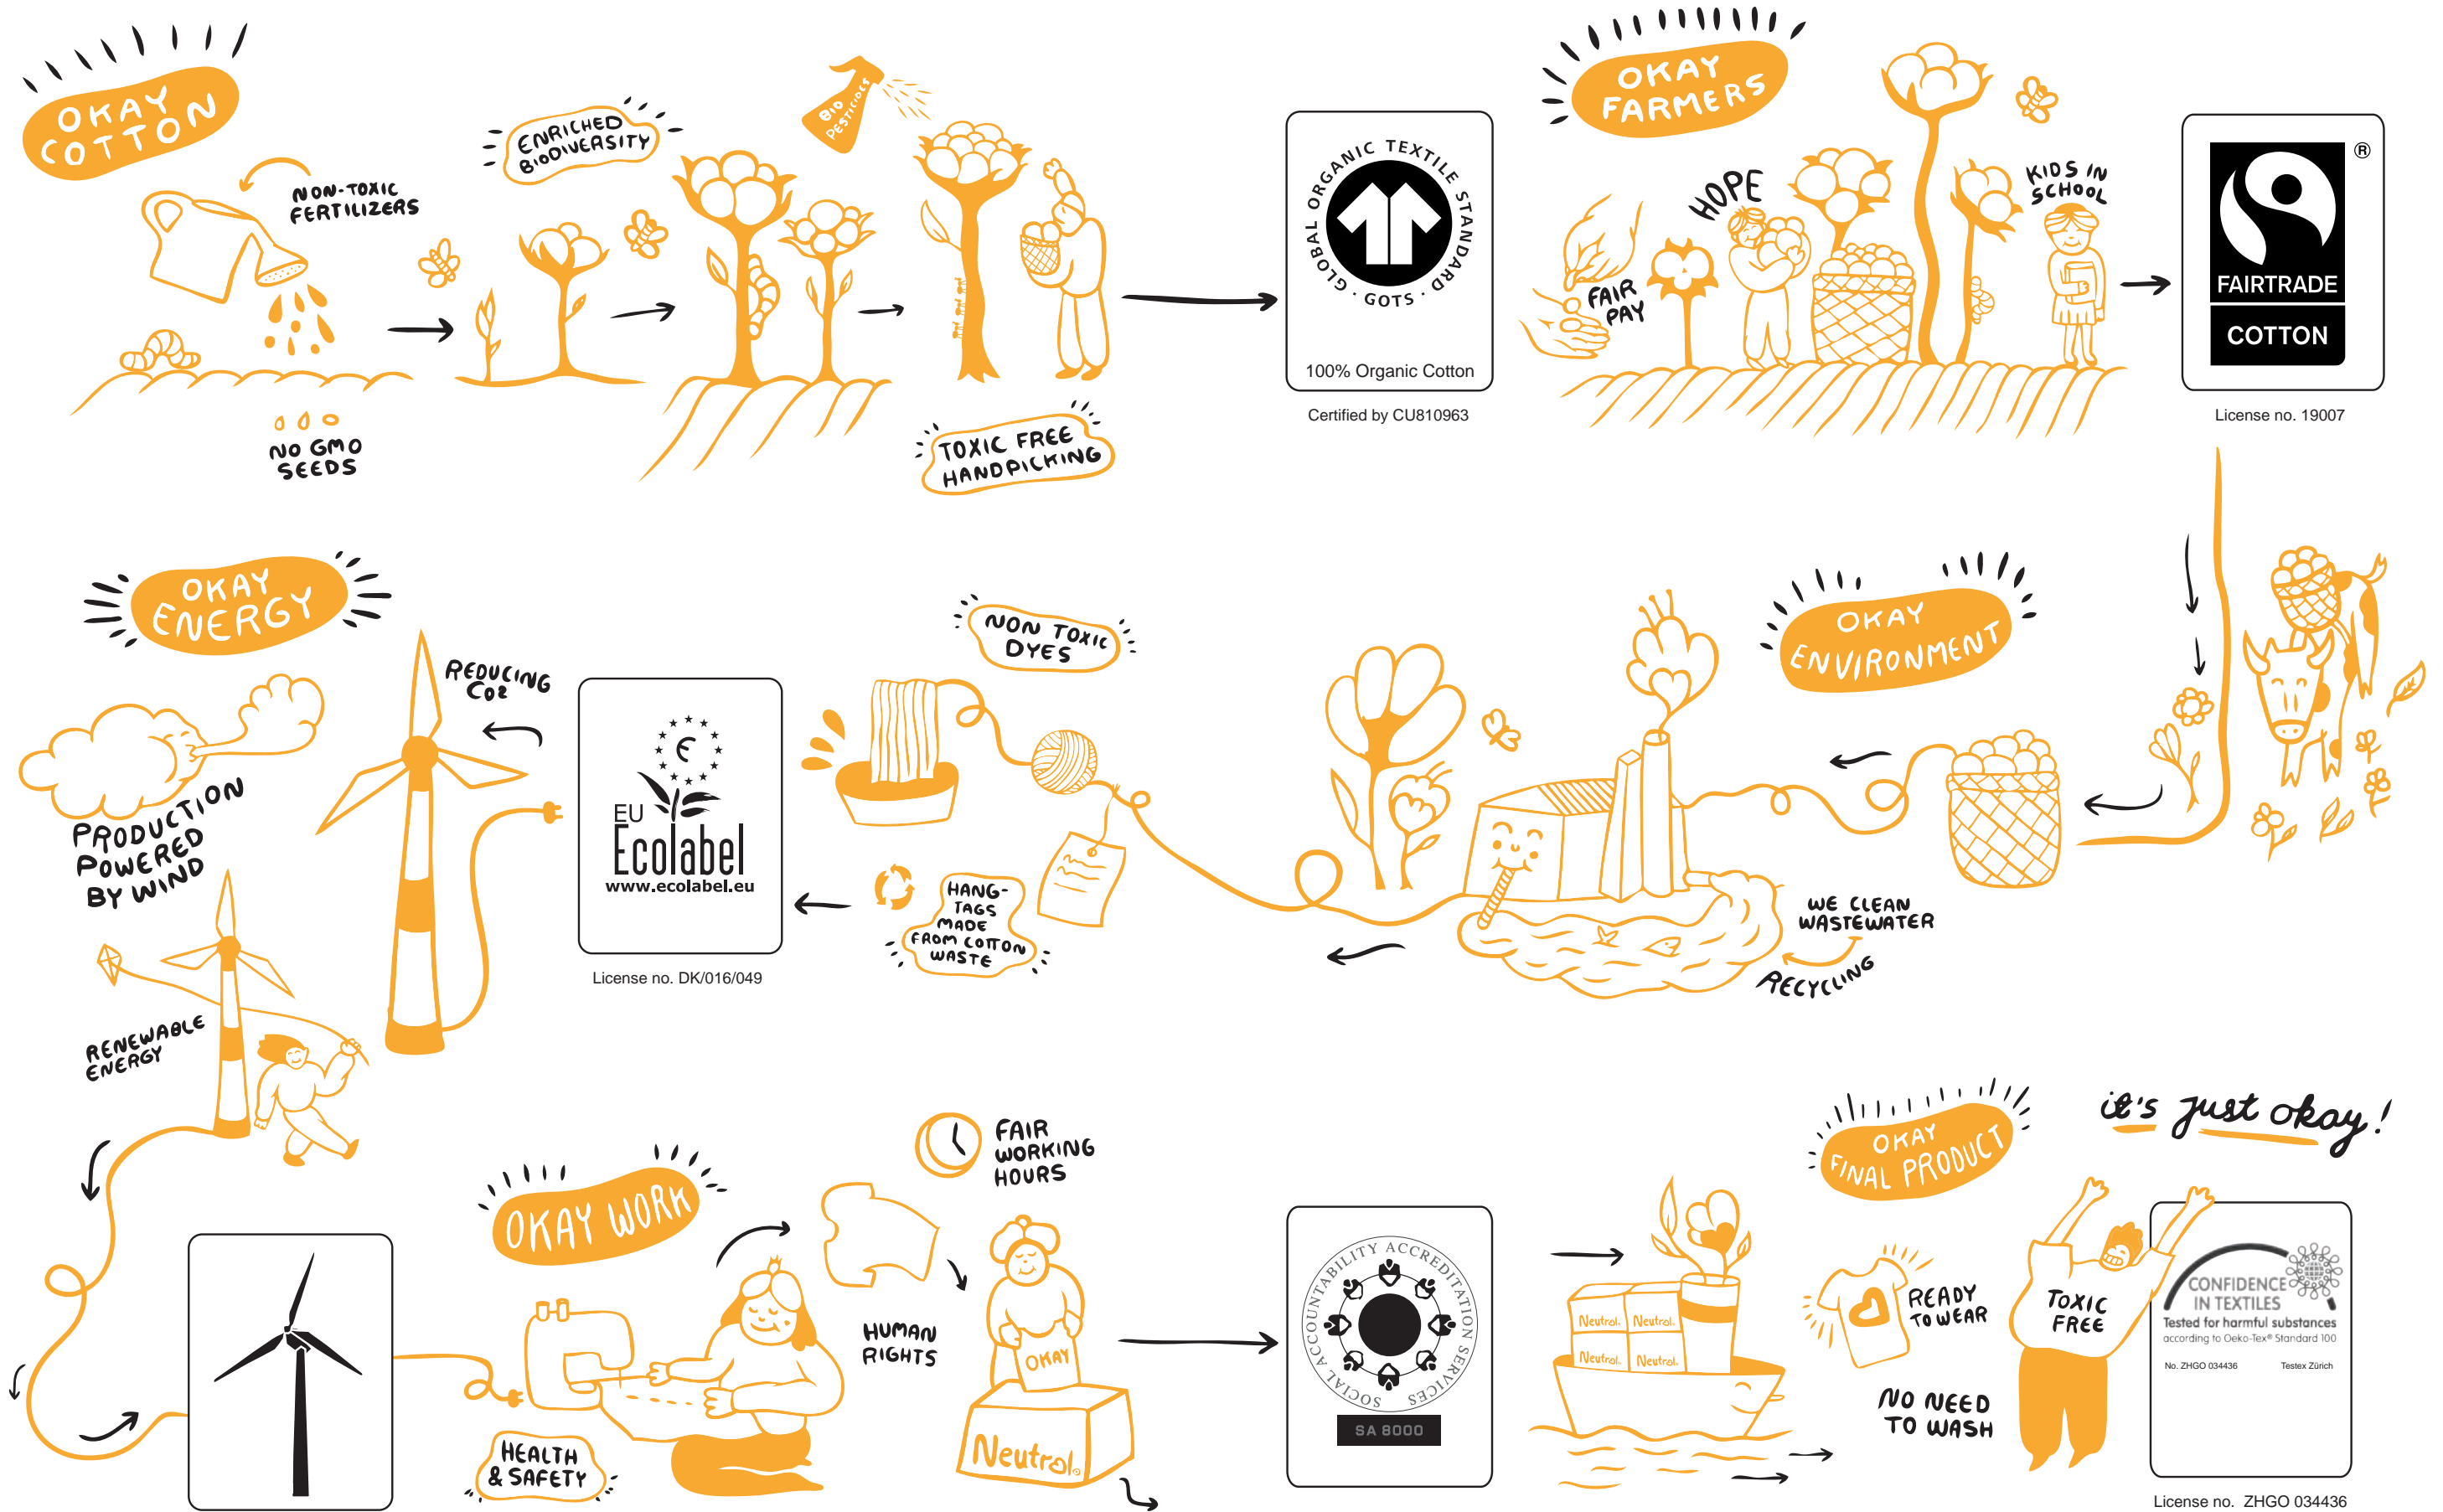 OKAY
COTTON
NON-TOXIC
FERTILIZERS
NO GMO
SEEDS
ENRICHED
BIODIVERSITY
BIO
PESTICIDES
TOXIC FREE
HANDPICKING
GLOBAL ORGANIC TEXTILE STANDARD · GOTS ·
100% Organic Cotton
Certified by CU810963
OKAY
FARMERS
FAIR
PAY
HOPE
KIDS IN
SCHOOL
®
FAIRTRADE
COTTON
License no. 19007
OKAY
ENVIRONMENT
WE CLEAN
WASTEWATER
RECYCLING
NON TOXIC
DYES
HANG-
TAGS
MADE
FROM COTTON
WASTE
EU
Ecolabel
www.ecolabel.eu
License no. DK/016/049
REDUCING
CO2
OKAY
ENERGY
PRODUCTION
POWERED
BY WIND
RENEWABLE
ENERGY
OKAY WORK
HEALTH
& SAFETY
HUMAN
RIGHTS
FAIR
WORKING
HOURS
OKAY
Neutral®
SOCIAL ACCOUNTABILITY ACCREDITATION SERVICES
SA 8000
Neutral. Neutral.
Neutral. Neutral.
OKAY
FINAL PRODUCT
READY
TO WEAR
NO NEED
TO WASH
TOXIC
FREE
it's just okay!
CONFIDENCE
IN TEXTILES
Tested for harmful substances
according to Oeko-Tex® Standard 100
No. ZHGO 034436 Testex Zürich
License no. ZHGO 034436